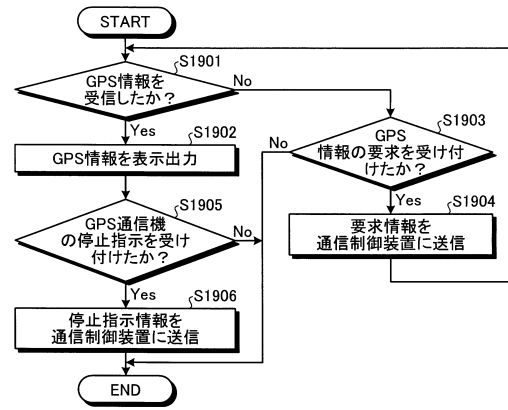 START
S1901
GPS情報を
受信したか？
No
Yes
S1902
GPS情報を表示出力
S1903
GPS
情報の要求を受け付
けたか？
No
Yes
S1904
要求情報を
通信制御装置に送信
S1905
GPS通信機
の停止指示を受け
付けたか？
No
Yes
S1906
停止指示情報を
通信制御装置に送信
END